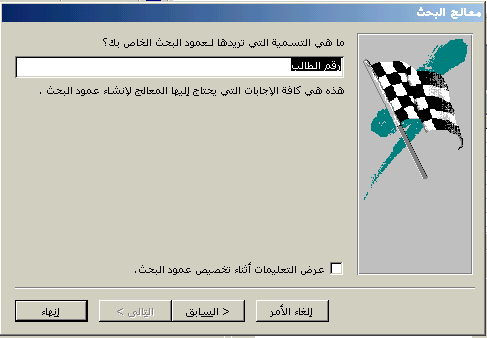 معالج البحث
ما هي التسمية التي تريدها لعمود البحث الخاص بك؟
رقم الطالب
هذه هي كافة الإجابات التي يحتاج إليها المعالج لإنشاء عمود البحث .
عرض التعليمات أثناء تخصيص عمود البحث.
إلغاء الأمر
< السابق
التالي >
إنهاء